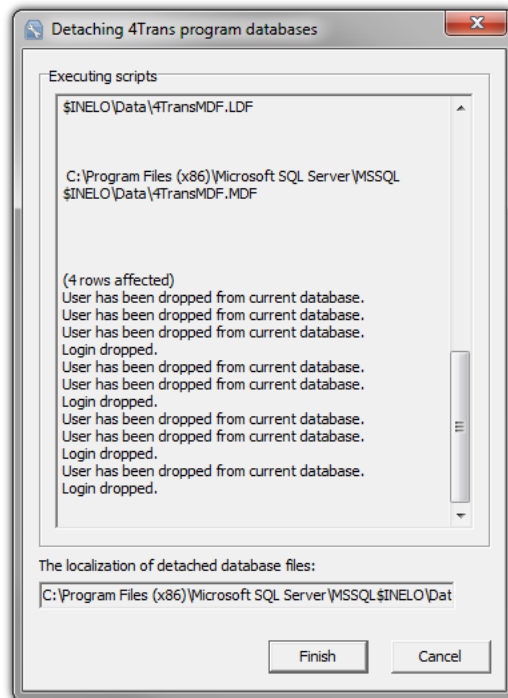 Detaching 4Trans program databases
Executing scripts
$INELO\Data\4TransMDF.LDF
C:\Program Files (x86)\Microsoft SQL Server\MSSQL
$INELO\Data\4TransMDF.MDF
(4 rows affected)
User has been dropped from current database.
User has been dropped from current database.
User has been dropped from current database.
Login dropped.
User has been dropped from current database.
User has been dropped from current database.
Login dropped.
User has been dropped from current database.
User has been dropped from current database.
Login dropped.
User has been dropped from current database.
Login dropped.
The localization of detached database files:
C:\Program Files (x86)\Microsoft SQL Server\MSSQL$INELO\Dat
Finish
Cancel